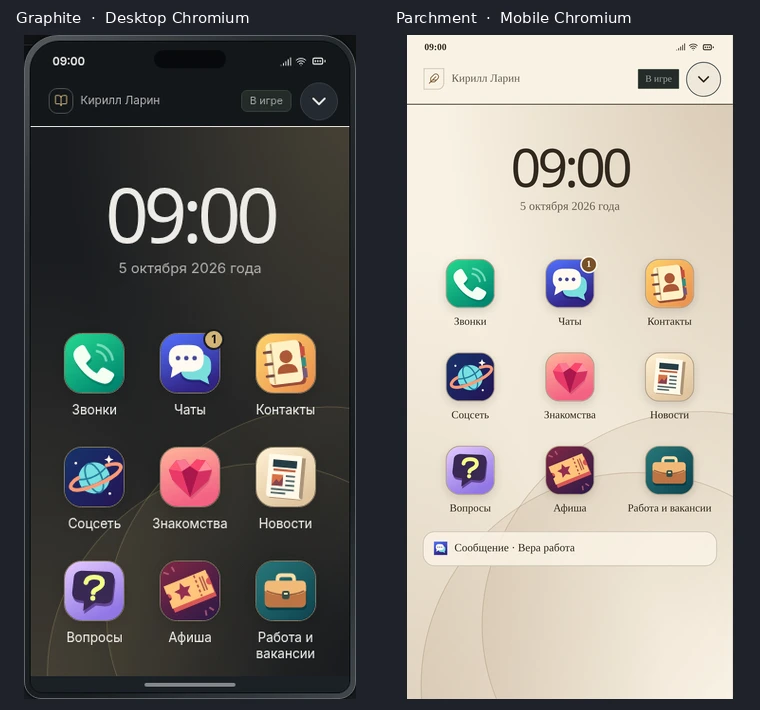 Graphite · Desktop Chromium
09:00
Кирилл Ларин
В игре
09:00
5 октября 2026 года
1
Звонки
Чаты
Контакты
Соцсеть
Знакомства
Новости
Вопросы
Афиша
Работа и
вакансии
Parchment · Mobile Chromium
09:00
Кирилл Ларин
В игре
09:00
5 октября 2026 года
1
Звонки
Чаты
Контакты
Соцсеть
Знакомства
Новости
?
Вопросы
Афиша
Работа и вакансии
Сообщение · Вера работа